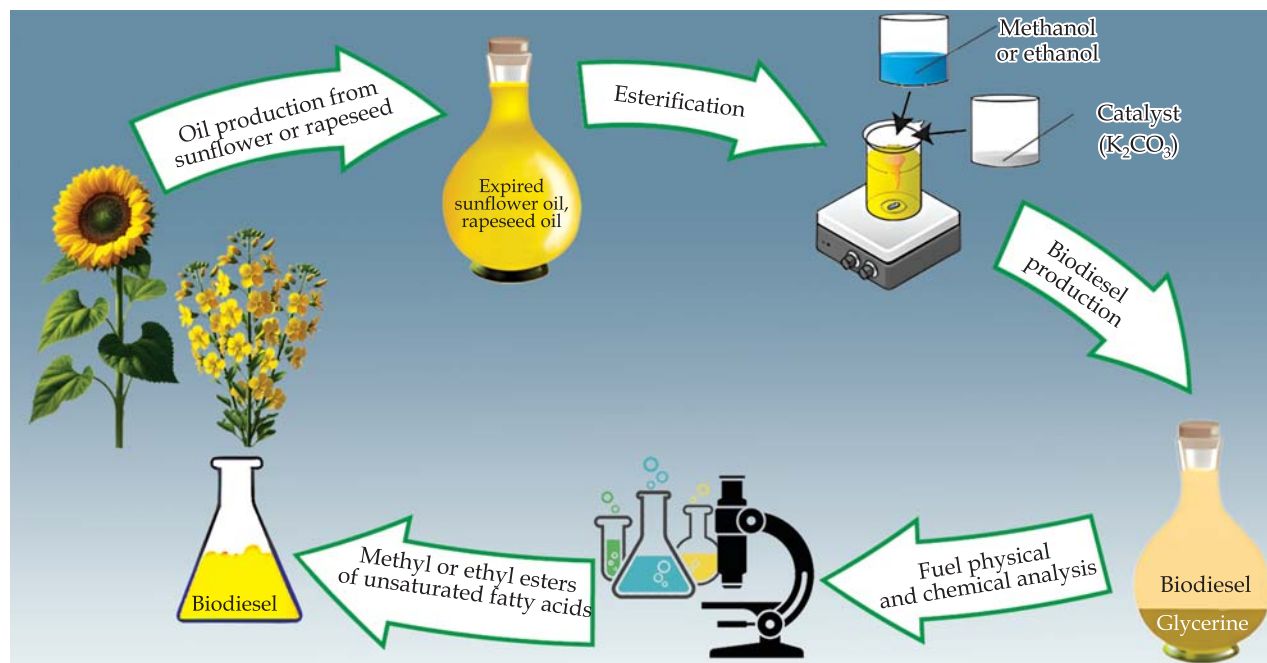 Oil production from
sunflower or rapeseed
Expired
sunflower oil,
rapeseed oil
Esterification
Methanol
or ethanol
Catalyst
(K₂CO₃)
Biodiesel
production
Biodiesel
Glycerine
Fuel physical
and chemical analysis
Methyl or ethyl esters
of unsaturated fatty acids
Biodiesel